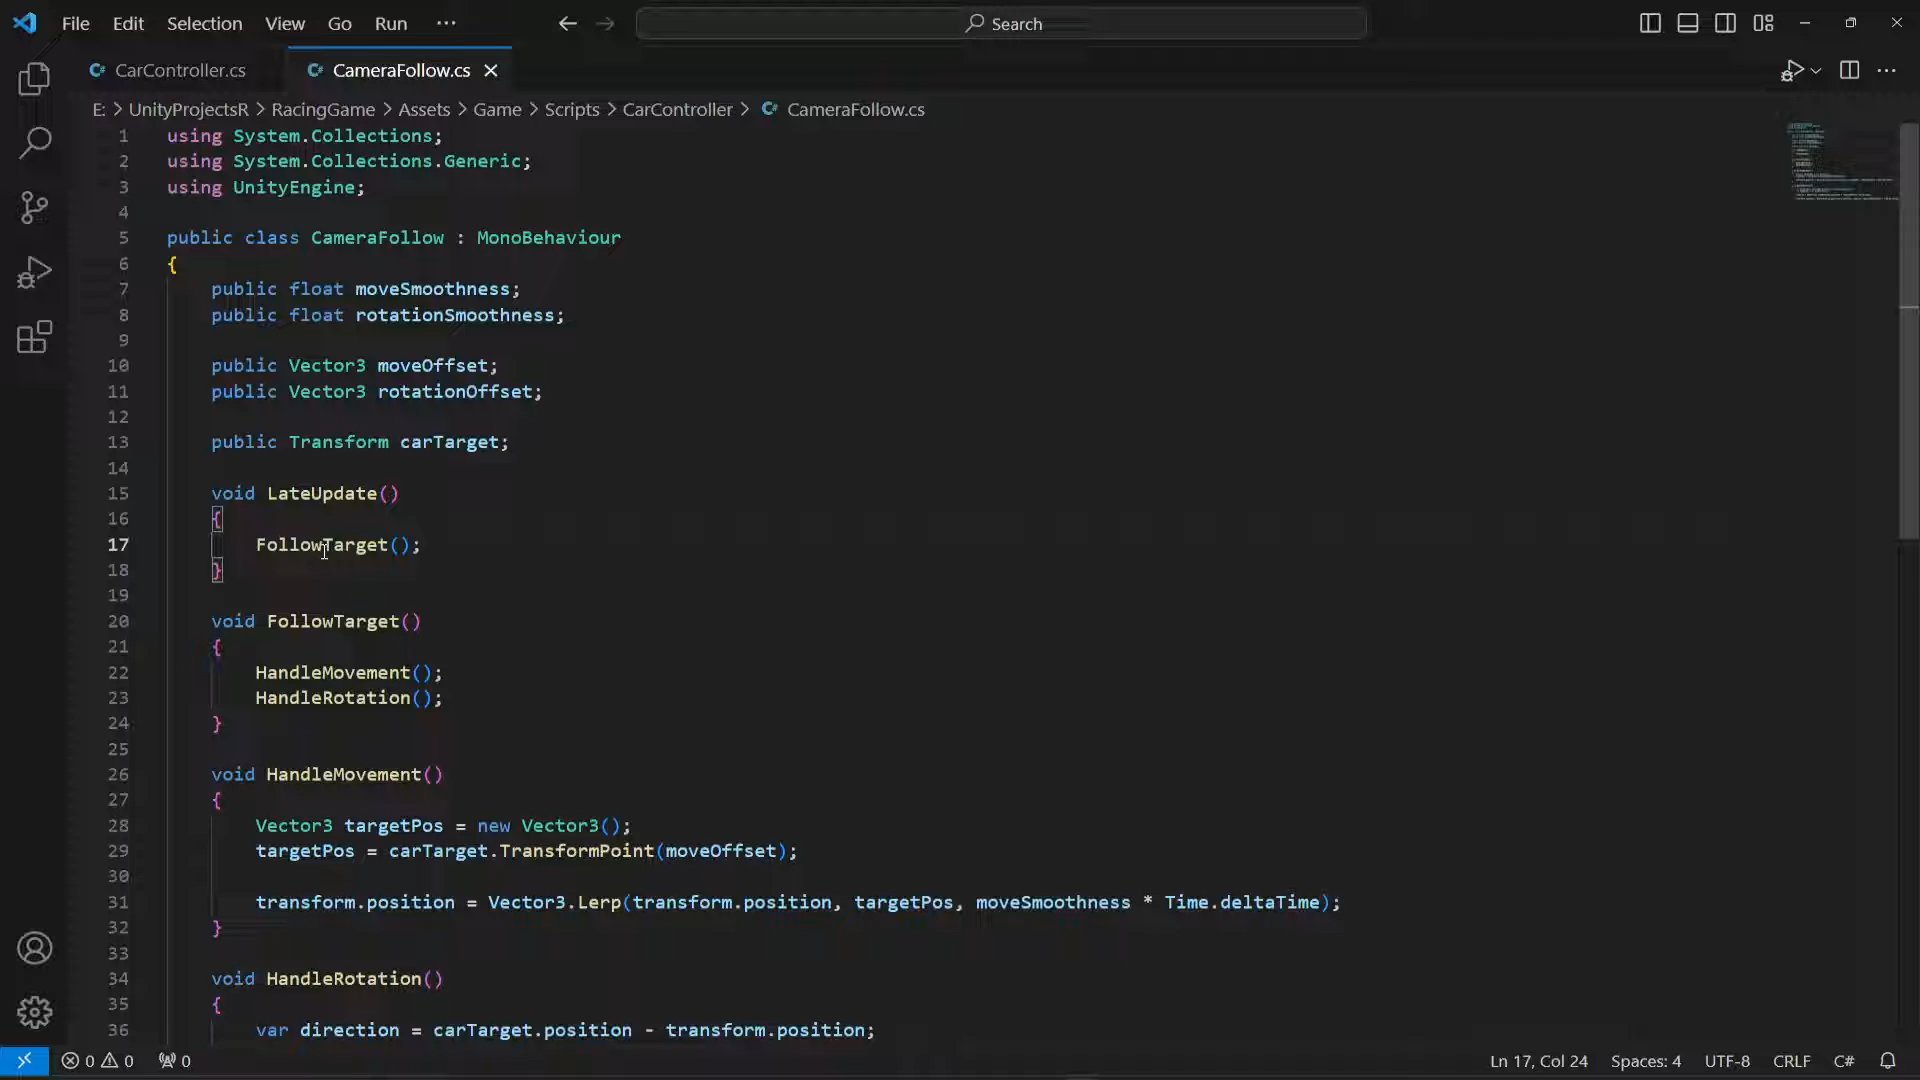 File Edit Selection View Go Run ··· Search
CarController.cs CameraFollow.cs
E: > UnityProjectsR > RacingGame > Assets > Game > Scripts > CarController > CameraFollow.cs
1 using System.Collections;
2 using System.Collections.Generic;
3 using UnityEngine;
4
5 public class CameraFollow : MonoBehaviour
6 {
7 public float moveSmoothness;
8 public float rotationSmoothness;
9
10 public Vector3 moveOffset;
11 public Vector3 rotationOffset;
12
13 public Transform carTarget;
14
15 void LateUpdate()
16 {
17 FollowTarget();
18 }
19
20 void FollowTarget()
21 {
22 HandleMovement();
23 HandleRotation();
24 }
25
26 void HandleMovement()
27 {
28 Vector3 targetPos = new Vector3();
29 targetPos = carTarget.TransformPoint(moveOffset);
30
31 transform.position = Vector3.Lerp(transform.position, targetPos, moveSmoothness * Time.deltaTime);
32 }
33
34 void HandleRotation()
35 {
36 var direction = carTarget.position - transform.position;
0 0 0 Ln 17, Col 24 Spaces: 4 UTF-8 CRLF C#